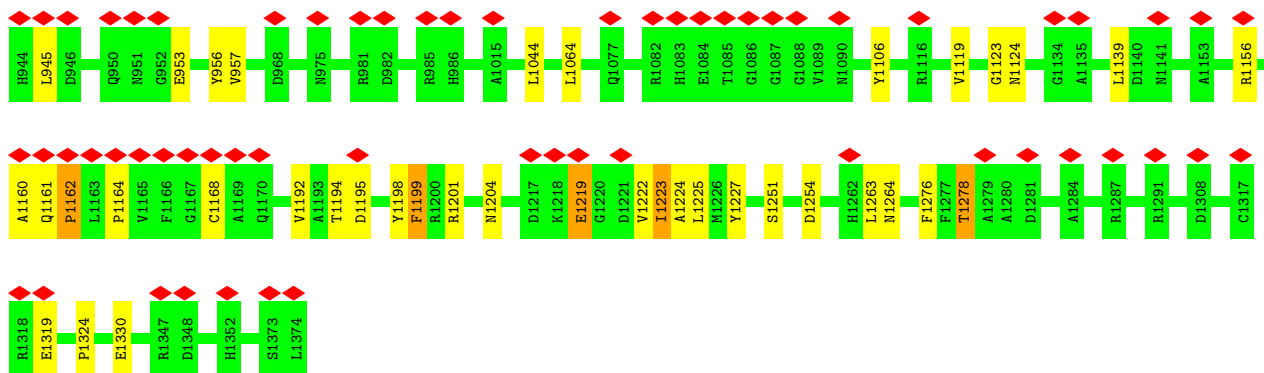 H944 L945 D946 Q950 N951 G952 E953 Y956 V957 D968 N975 R981 D982 R985 H986 A1015 L1044 L1064 Q1077 R1082 H1083 E1084 T1085 G1086 G1087 G1088 V1089 N1090 Y1106 R1116 V1119 G1123 N1124 G1134 A1135 L1139 D1140 N1141 A1153 R1156
A1160 Q1161 P1162 L1163 P1164 V1165 F1166 G1167 C1168 A1169 Q1170 V1192 A1193 T1194 D1195 Y1198 F1199 R1200 R1201 N1204 D1217 K1218 E1219 G1220 D1221 V1222 T1223 A1224 L1225 M1226 Y1227 S1251 D1254 H1262 L1263 N1264 F1276 F1277 T1278 A1279 A1280 D1281 A1284 R1287 R1291 D1308 C1317
R1318 E1319 P1324 E1330 R1347 D1348 H1352 S1373 L1374